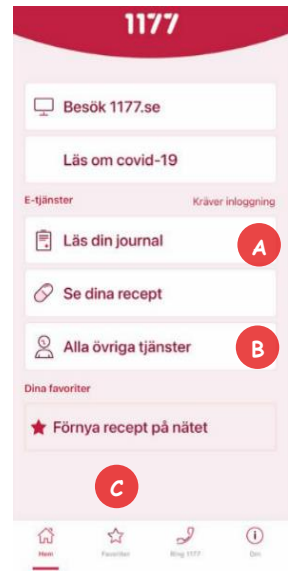 1177
Besök 1177.se
Läs om covid-19
E-tjänster Kräver inloggning
Läs din journal A
Se dina recept
Alla övriga tjänster B
Dina favoriter
Förnya recept på nätet
C
Hem Favoriter Ring 1177 Om